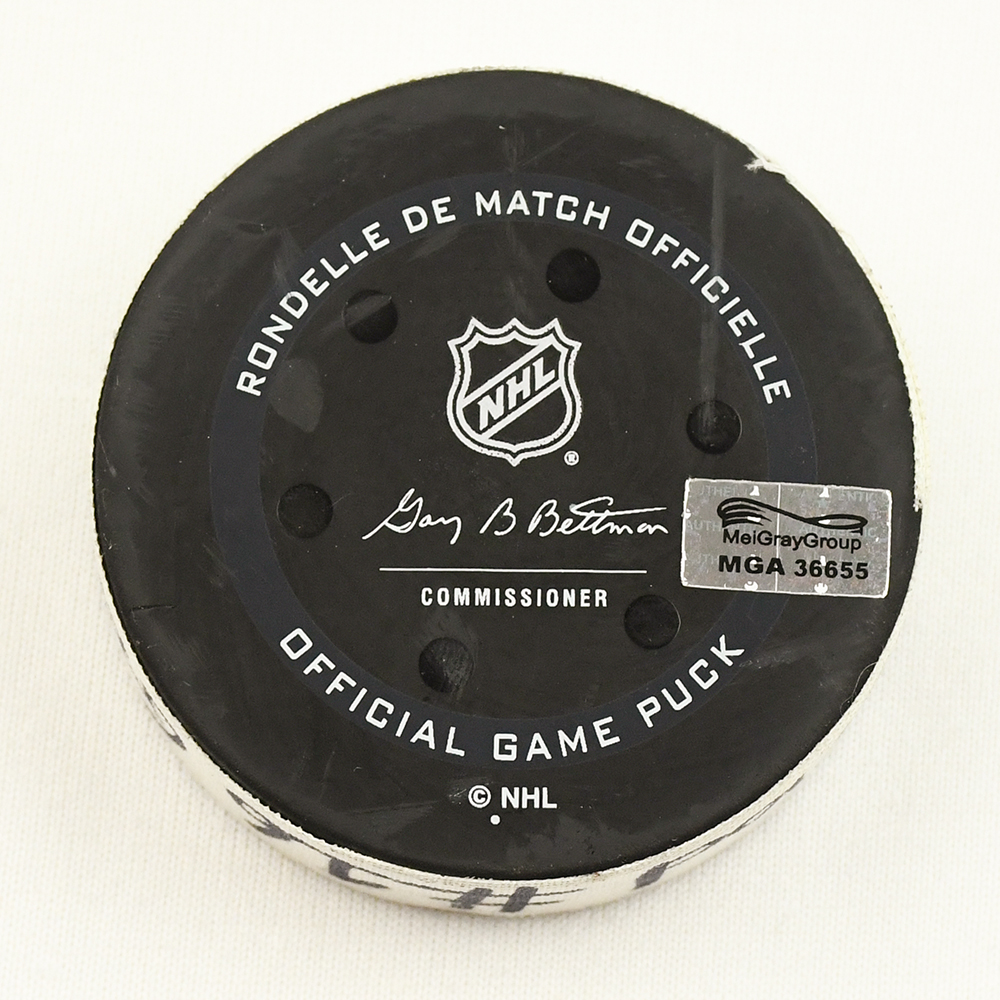 RONDELLE DE MATCH OFFICIELLE
NHL
®
Gary B Bettman
COMMISSIONER
MeiGrayGroup
MGA 36655
OFFICIAL GAME PUCK
© NHL